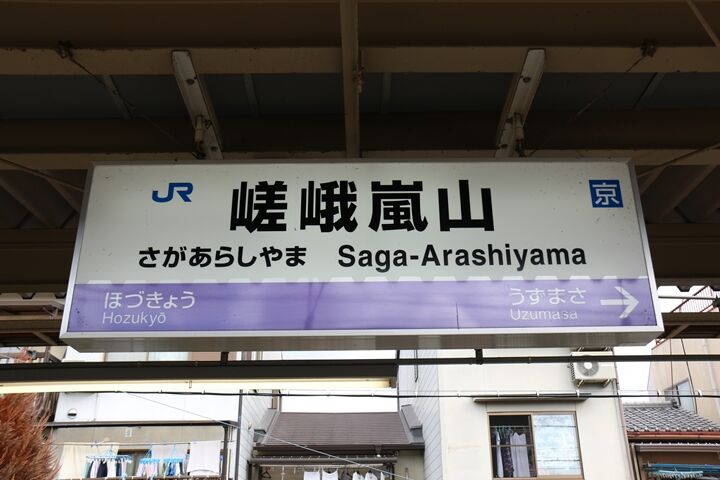 JR 嵯峨嵐山 京
さがあらしやま Saga-Arashiyama
ほづきょう うずまさ →
Hozukyō Uzumasa